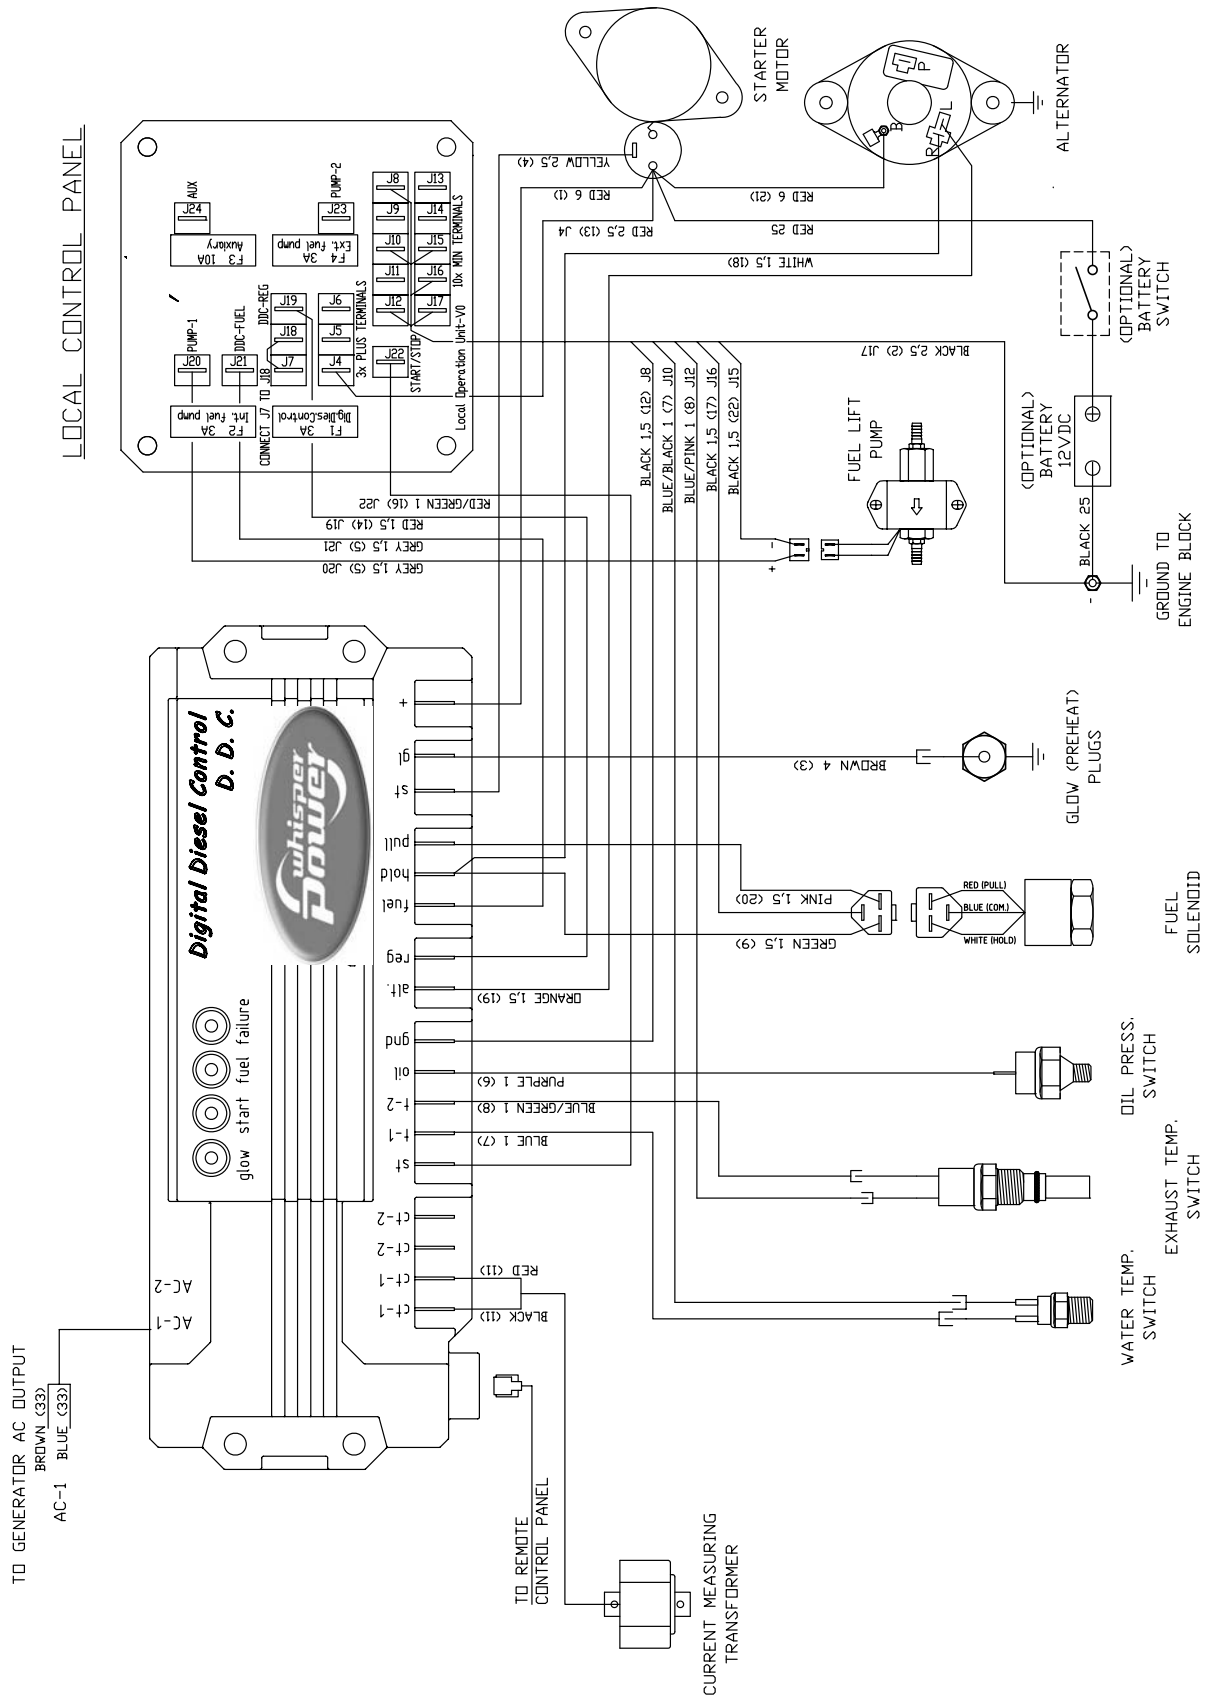 LOCAL CONTROL PANEL
J24
AUX
F3 10A
Auxiary
J23
PUMP-2
F4 3A
Ext. Fuel pump
J20
PUMP-1
J21
DDC-FUEL
F2 3A
Int. Fuel pump
F1 3A
Dig.Dies.Control
CONNECT J7 TO J18
J19
J18
J7
DDC-REG
J6
J5
J4
3x PLUS TERMINALS
J22
START/STOP
J8
J9
J10
J11
J12
J13
J14
J15
J16
J17
10x MIN TERMINALS
Local Operation Unit-V0
STARTER
MOTOR
ALTERNATOR
P
B
R
L
YELLOW 2,5 (4)
RED 6 (1)
RED 2,5 (13) J4
RED 6 (21)
RED 25
WHITE 1,5 (18)
BLACK 2,5 (2) J17
(OPTIONAL)
BATTERY
SWITCH
(OPTIONAL)
BATTERY
12VDC
BLACK 25
-
GROUND TO
ENGINE BLOCK
BLACK 1,5 (12) J8
BLUE/BLACK 1 (7) J10
BLUE/PINK 1 (8) J12
BLACK 1,5 (17) J16
BLACK 1,5 (22) J15
FUEL LIFT
PUMP
-
+
RED/GREEN 1 (16) J22
RED 1,5 (14) J19
GREY 1,5 (5) J21
GREY 1,5 (5) J20
Digital Diesel Control
D. D. C.
whisper
power
glow start fuel failure
AC-2
AC-1
+
gl
st
pull
hold
fuel
reg
alt.
gnd
oil
t-2
t-1
st
ct-2
ct-2
ct-1
ct-1
BROWN 4 (3)
GLOW (PREHEAT)
PLUGS
PINK 1,5 (20)
GREEN 1,5 (9)
RED (PULL)
BLUE (COM.)
WHITE (HOLD)
FUEL
SOLENOID
ORANGE 1,5 (19)
PURPLE 1 (6)
BLUE/GREEN 1 (8)
BLUE 1 (7)
RED (11)
BLACK (11)
OIL PRESS.
SWITCH
EXHAUST TEMP.
SWITCH
WATER TEMP.
SWITCH
TO GENERATOR AC OUTPUT
BROWN (33)
AC-1 BLUE (33)
TO REMOTE
CONTROL PANEL
CURRENT MEASURING
TRANSFORMER